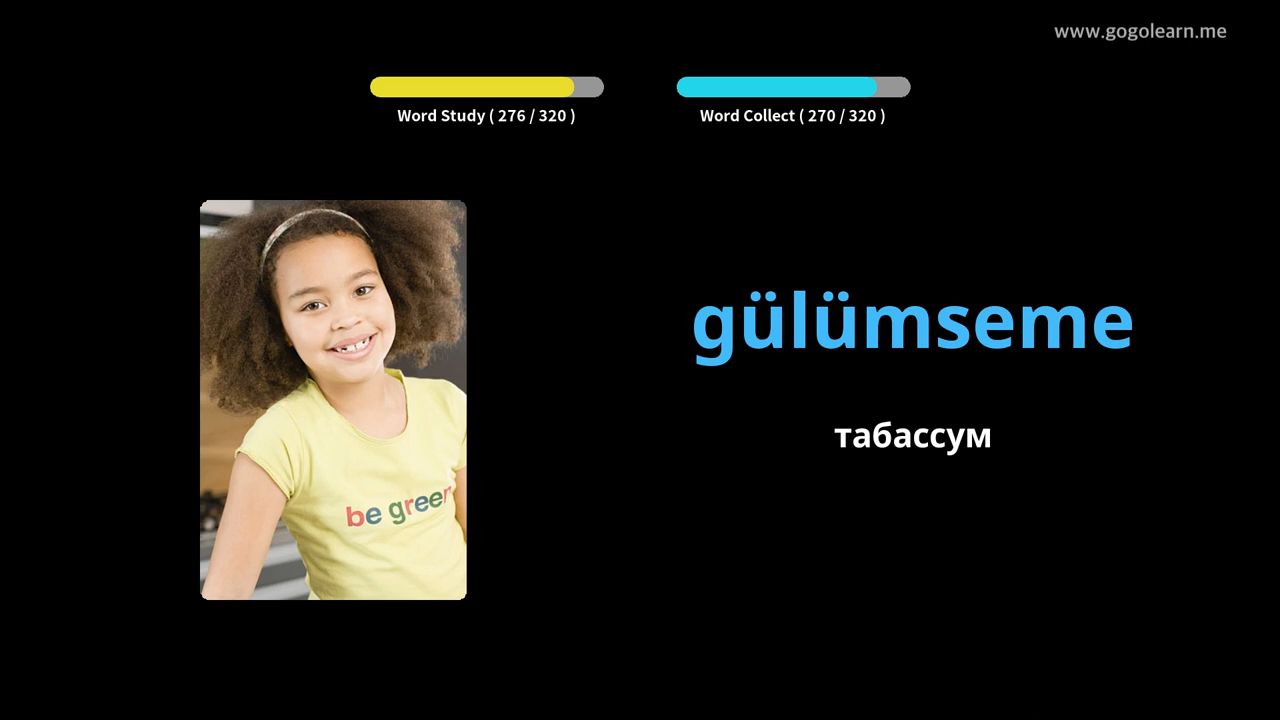 www.gogolearn.me
Word Study ( 276 / 320 )
Word Collect ( 270 / 320 )
gülümseme
табассум
be green